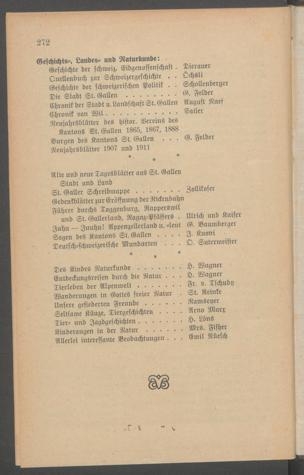 272
Geschichts-, Landes- und Naturkunde:
Geschichte der schweiz. Eidgenossenschaft . Dierauer
Quellenbuch zur Schweizergeschichte . . Öchsli
Geschichte der schweizerischen Politik . . Schollenberger
Die Stadt St. Gallen . . . . . G. Felder
Chronik der Stadt u. Landschaft St. Gallen August Naef
Chronik von Wil . . . . . . Sailer
Neujahrsblätter des histor. Vereins des
Kantons St. Gallen 1865, 1867, 1888
Burgen des Kantons St. Gallen . . . G. Felder
Neujahrsblätter 1907 und 1911
* * *
Alte und neue Tagesblätter aus St. Gallen
Stadt und Land
St. Galler Schreibmappe . . . . . Zollikofer
Gedenkblätter zur Eröffnung der Rickenbahn
Führer durchs Toggenburg, Rapperswil
und St. Gallerland, Ragaz-Pfäfers . Ulrich und Kaiser
Juhu — Juuhu! Appenzellerland u. -leut G. Baumberger
Sagen des Kantons St. Gallen . . . J. Kuoni
Deutsch-schweizerische Mundarten . . . O. Sutermeister
* * *
Des Kindes Naturkunde . . . . . H. Wagner
Entdeckungsreisen durch die Natur . . . H. Wagner
Tierleben der Alpenwelt . . . . . Fr. v. Tschudy
Wanderungen in Gottes freier Natur . St. Reinke
Unsere gefiederten Freunde . . . . Ramseyer
Seltsame Käuze, Tiergeschichten . . . Arno Marx
Tier- und Jagdgeschichten . . . . . H. Löns
Kinderungen in der Natur . . . . . Mrs. Fisher
Allerlei interessante Beobachtungen . . . Emil Rüesch